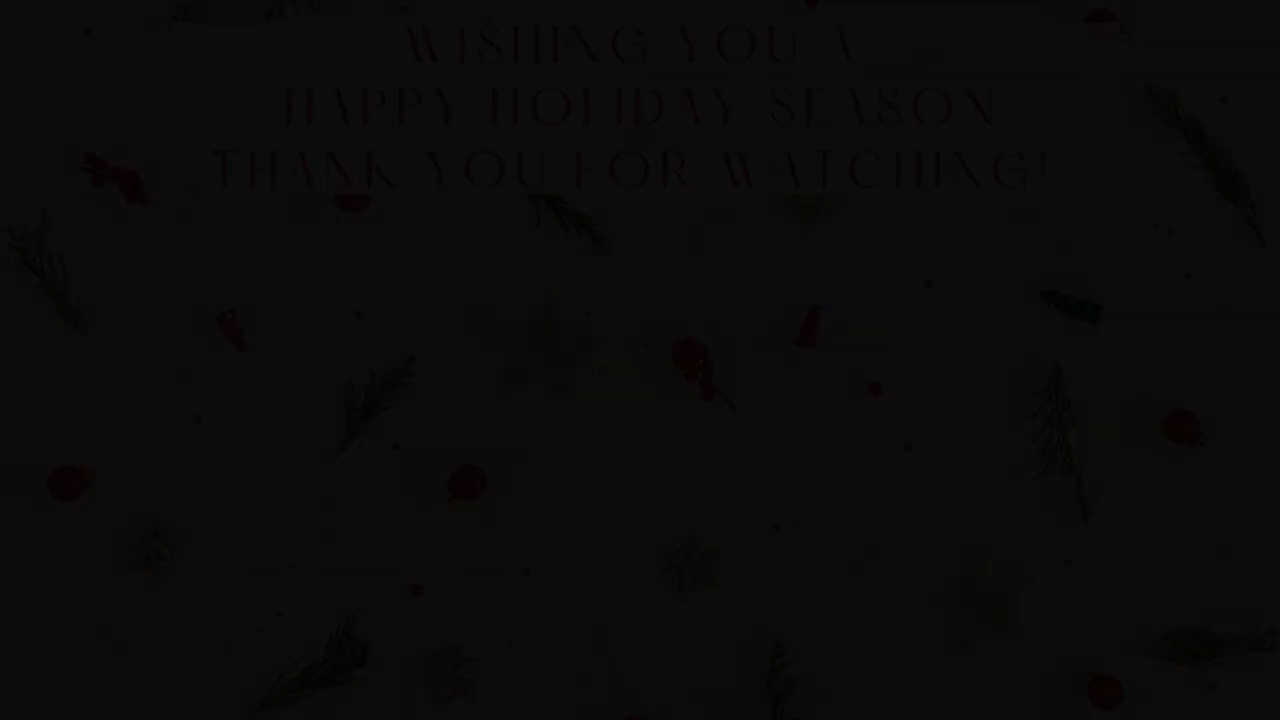 WISHING YOU A
HAPPY HOLIDAY SEASON
THANK YOU FOR WATCHING!